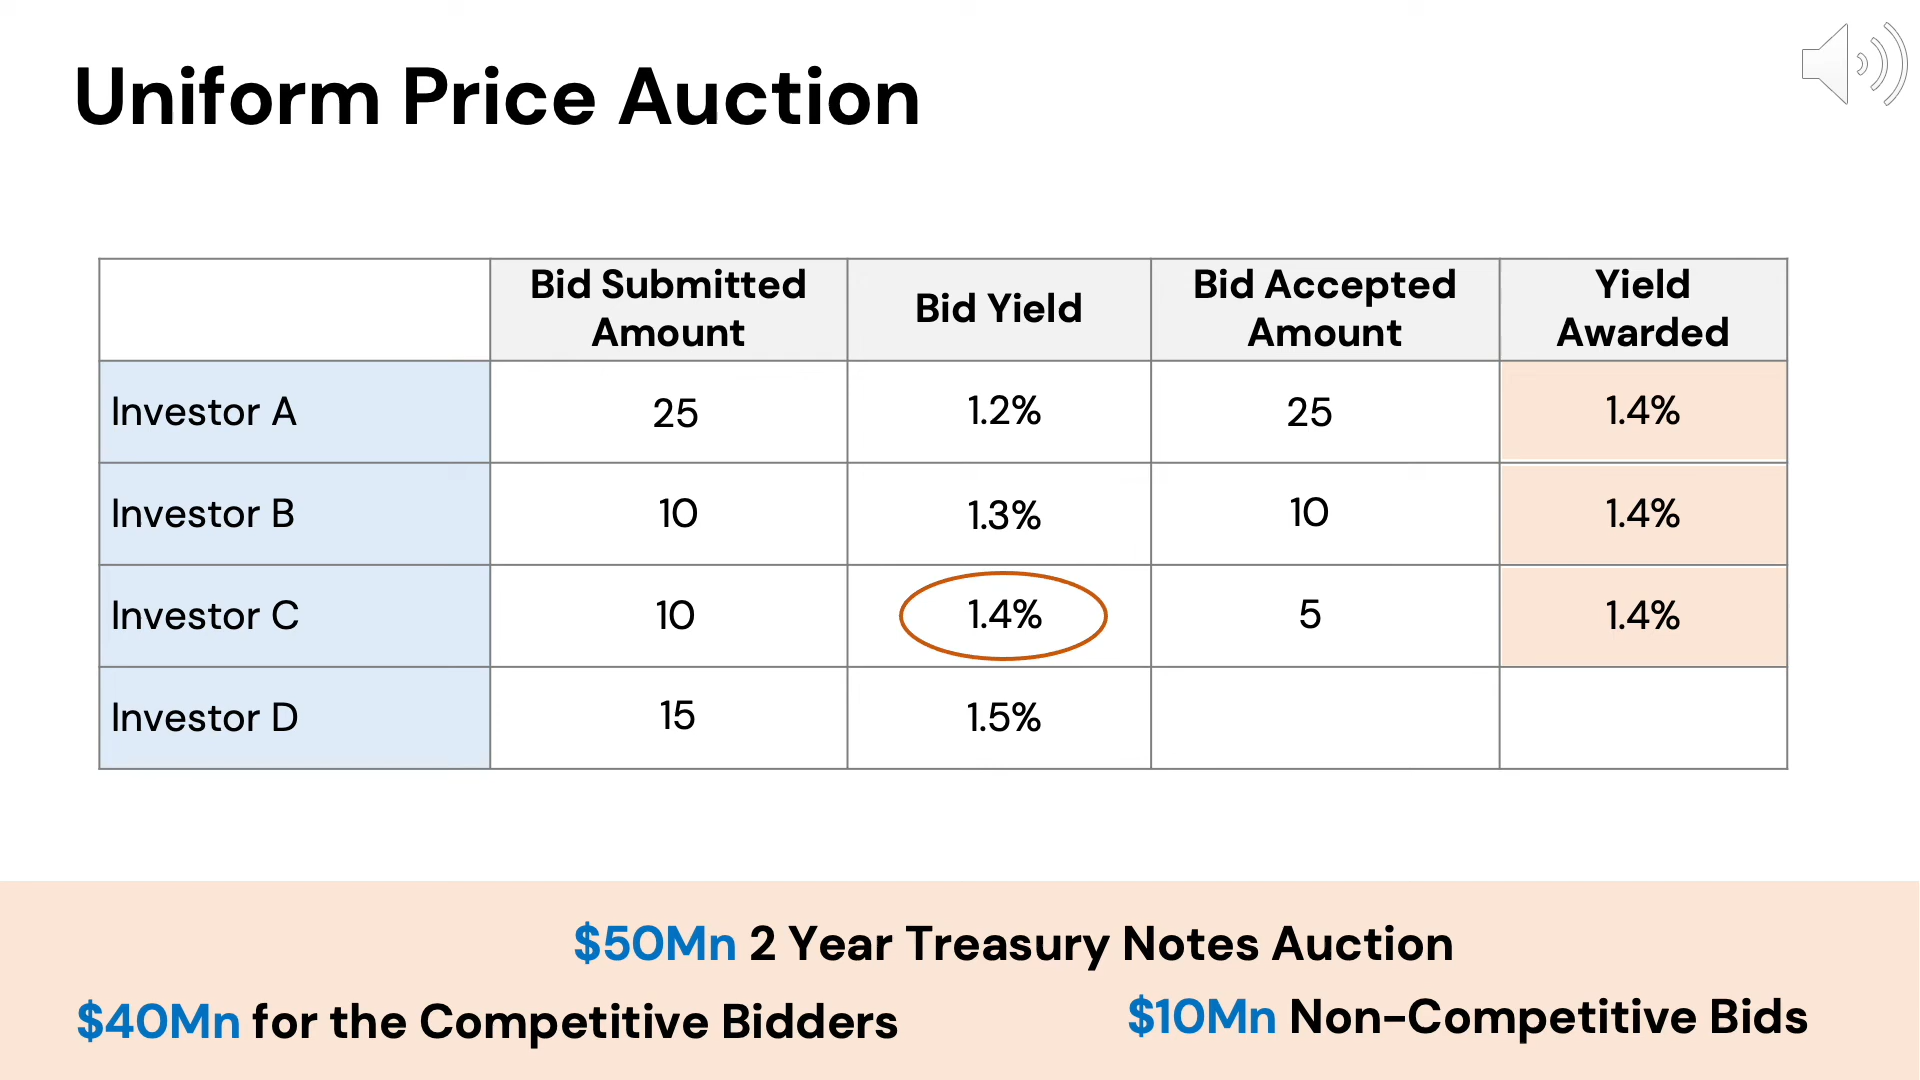 Uniform Price Auction
Bid Submitted Amount
Bid Yield
Bid Accepted Amount
Yield Awarded
Investor A 25 1.2% 25 1.4%
Investor B 10 1.3% 10 1.4%
Investor C 10 1.4% 5 1.4%
Investor D 15 1.5%
$50Mn 2 Year Treasury Notes Auction
$40Mn for the Competitive Bidders
$10Mn Non-Competitive Bids